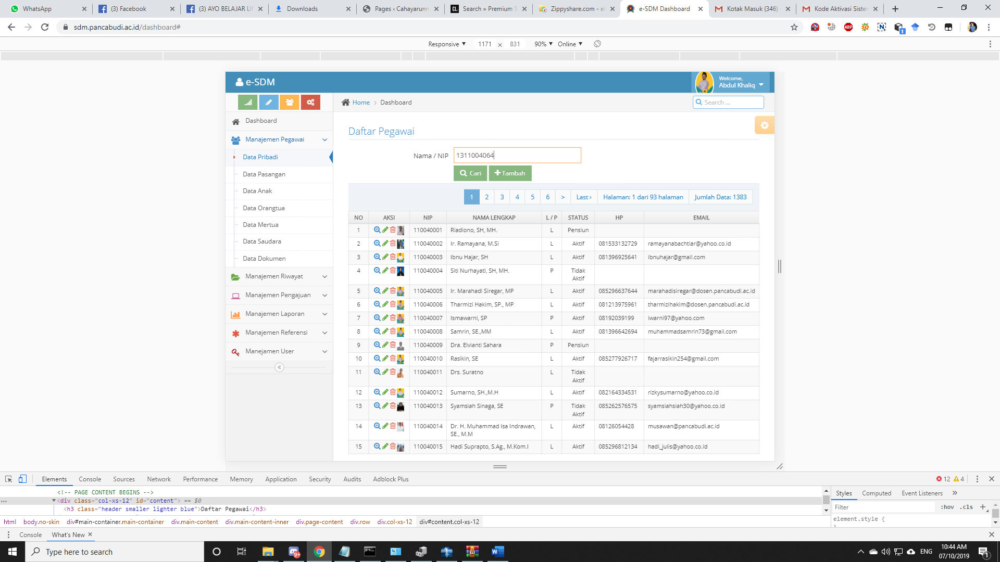 WhatsApp
(3) Facebook
(3) AYO BELAJAR LI
Downloads
Pages ‹ Cahayarunn
Search » Premium S
Zippyshare.com - e
e-SDM Dashboard
Kotak Masuk (346)
Kode Aktivasi Sister
sdm.pancabudi.ac.id/dashboard#
Responsive 1171 x 831 90% Online
e-SDM
Welcome,
Abdul Khaliq
Home > Dashboard
Search ...
Dashboard
Manajemen Pegawai
Data Pribadi
Data Pasangan
Data Anak
Data Orangtua
Data Mertua
Data Saudara
Data Dokumen
Manajemen Riwayat
Manajemen Pengajuan
Manajemen Laporan
Manajemen Referensi
Manejamen User
Daftar Pegawai
Nama / NIP 1311004064
Cari Tambah
1 2 3 4 5 6 > Last › Halaman: 1 dari 93 halaman Jumlah Data: 1383
NO AKSI NIP NAMA LENGKAP L / P STATUS HP EMAIL
1 110040001 Riadiono, SH, MH. L Pensiun
2 110040002 Ir. Ramayana, M.Si L Aktif 081533132729 ramayanabachtiar@yahoo.co.id
3 110040003 Ibnu Hajar, SH L Aktif 081396925641 ibnuhajar@gmail.com
4 110040004 Siti Nurhayati, SH, MH. P Tidak
Aktif
5 110040005 Ir. Marahadi Siregar, MP L Aktif 085296637644 marahadisiregar@dosen.pancabudi.ac.id
6 110040006 Tharmizi Hakim, SP., MP L Aktif 081213975961 tharmizihakim@dosen.pancabudi.ac.id
7 110040007 Ismawarni, SP P Aktif 08192039199 iwarni97@yahoo.com
8 110040008 Samrin, SE.,MM L Aktif 081396642694 muhammadsamrin73@gmail.com
9 110040009 Dra. Elvianti Sahara P Pensiun
10 110040010 Rasikin, SE L Aktif 085277926717 fajarrasikin254@gmail.com
11 110040011 Drs. Suratno L Tidak
Aktif
12 110040012 Sumarno, SH.,M.H L Aktif 082164334531 rizkysumarno@yahoo.co.id
13 110040013 Syamsiah Sinaga, SE P Tidak 085262576575 syamsiahsiah30@yahoo.co.id
Aktif
14 110040014 Dr. H. Muhammad Isa Indrawan, L Aktif 08126054428 musawan@pancabudi.ac.id
SE., M.M
15 110040015 Hadi Suprapto, S.Ag., M.Kom.I L Aktif 085296812134 hadi_julis@yahoo.co.id
Elements Console Sources Network Performance Memory Application Security Audits Adblock Plus 12 4
<!-- PAGE CONTENT BEGINS -->
<div class="col-xs-12" id="content"> == $0
<h3 class="header smaller lighter blue">Daftar Pegawai</h3>
html body.no-skin div#main-container.main-container div.main-content div.main-content-inner div.page-content div.row div.col-xs-12 div#content.col-xs-12
Styles Computed Event Listeners »
Filter :hov .cls +
element.style {
Console What's New
Type here to search
ENG
10:44 AM
07/10/2019